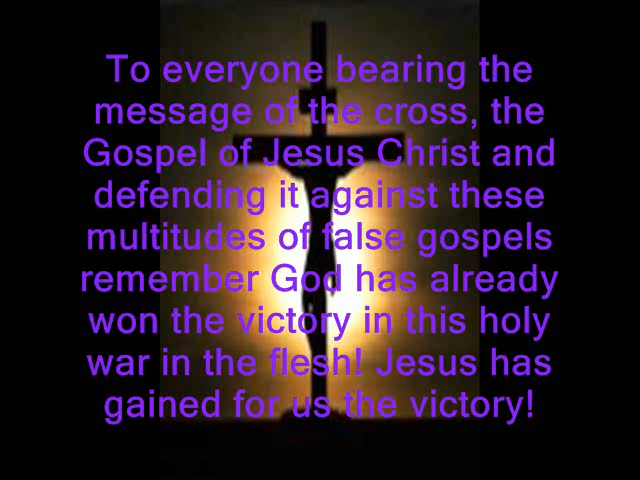 To everyone bearing the
message of the cross, the
Gospel of Jesus Christ and
defending it against these
multitudes of false gospels
remember God has already
won the victory in this holy
war in the flesh! Jesus has
gained for us the victory!